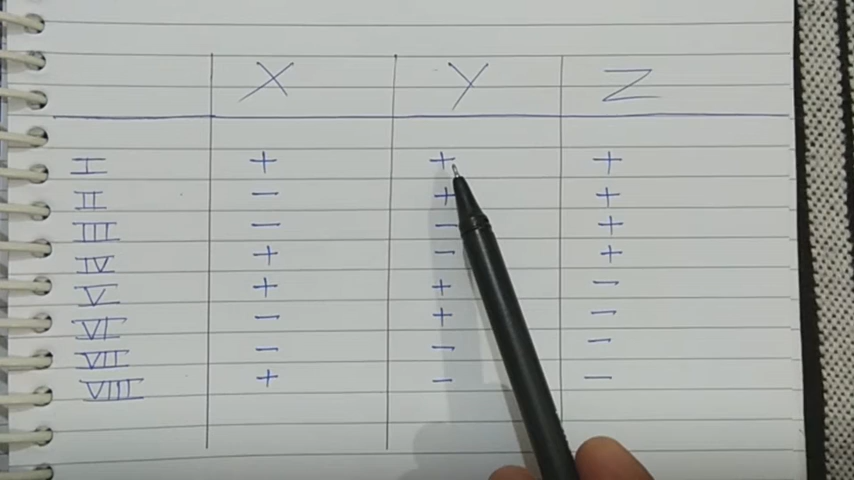 X Y Z
I + + +
II − + +
III − − +
IV + − +
V + + −
VI − + −
VII − − −
VIII + − −